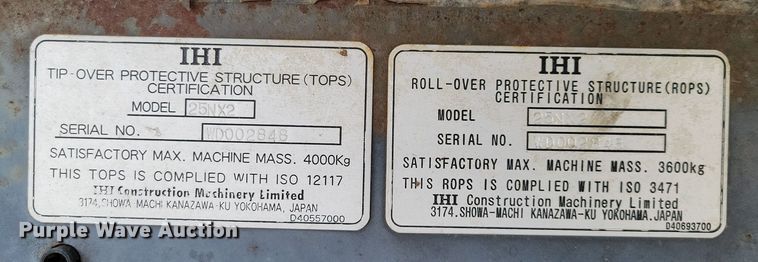 IHI
TIP-OVER PROTECTIVE STRUCTURE(TOPS)
CERTIFICATION
MODEL 25NX2
SERIAL NO. WD002848
SATISFACTORY MAX. MACHINE MASS. 4000Kg
THIS TOPS IS COMPLIED WITH ISO 12117
IHI Construction Machinery Limited
3174,SHOWA-MACHI KANAZAWA-KU YOKOHAMA, JAPAN
D40557000
IHI
ROLL-OVER PROTECTIVE STRUCTURE(ROPS)
CERTIFICATION
MODEL 25NX2
SERIAL NO. WD002848
SATISFACTORY MAX. MACHINE MASS. 3600kg
THIS ROPS IS COMPLIED WITH ISO 3471
IHI Construction Machinery Limited
3174.SHOWA-MACHI KANAZAWA-KU YOKOHAMA.JAPAN
D40693700
Purple Wave Auction